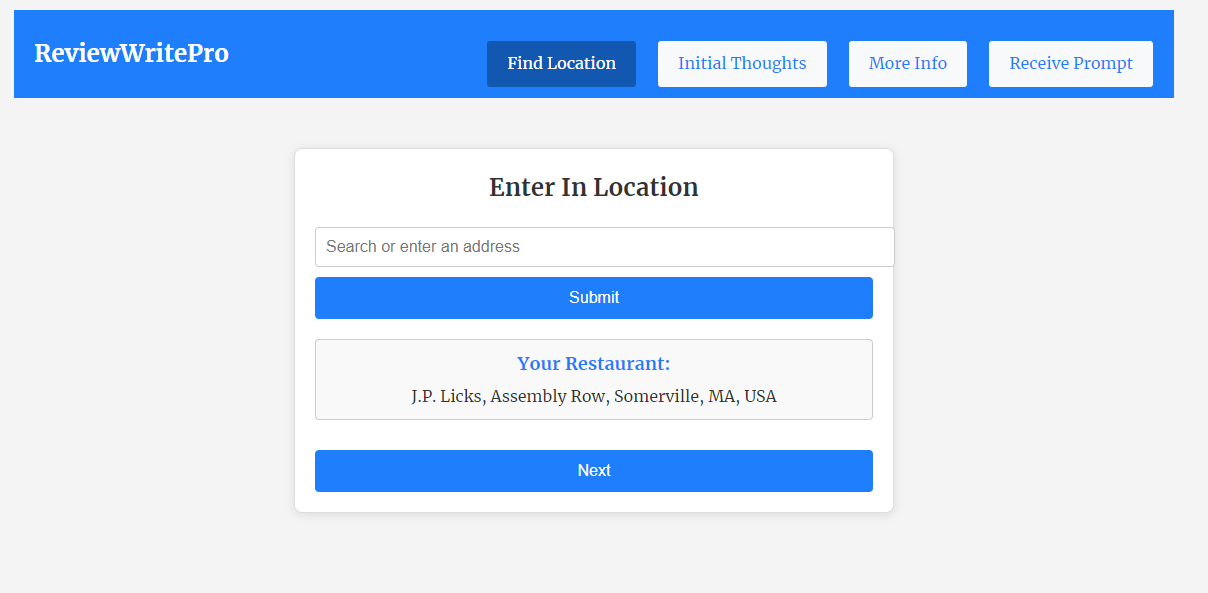 ReviewWritePro
Find Location
Initial Thoughts
More Info
Receive Prompt
Enter In Location
Search or enter an address
Submit
Your Restaurant:
J.P. Licks, Assembly Row, Somerville, MA, USA
Next